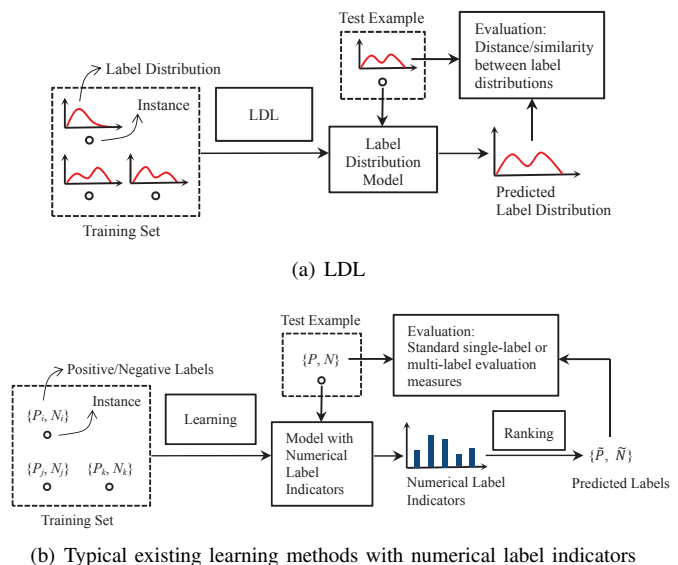 Label Distribution
Instance
Training Set
LDL
Test Example
Label
Distribution
Model
Evaluation:
Distance/similarity
between label
distributions
Predicted
Label Distribution
(a) LDL
Positive/Negative Labels
{Pi, Ni}
Instance
{Pj, Nj} {Pk, Nk}
Training Set
Learning
Test Example
{P, N}
Model with
Numerical
Label
Indicators
Evaluation:
Standard single-label or
multi-label evaluation
measures
Numerical Label
Indicators
Ranking
{P̃, Ñ}
Predicted Labels
(b) Typical existing learning methods with numerical label indicators